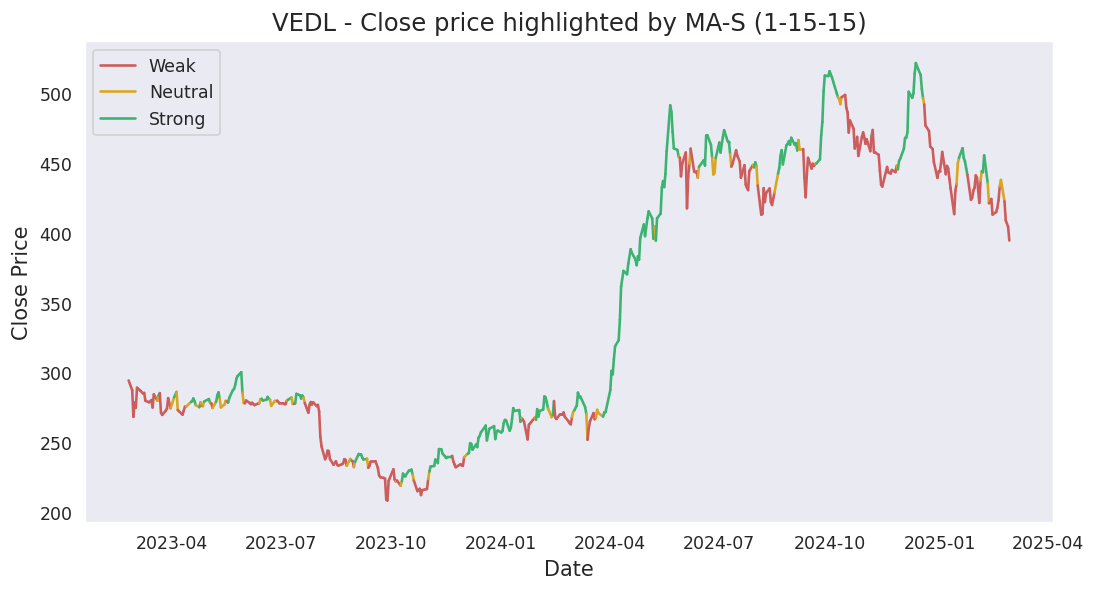 VEDL - Close price highlighted by MA-S (1-15-15)
Weak
Neutral
Strong
Close Price
500
450
400
350
300
250
200
2023-04 2023-07 2023-10 2024-01 2024-04 2024-07 2024-10 2025-01 2025-04
Date